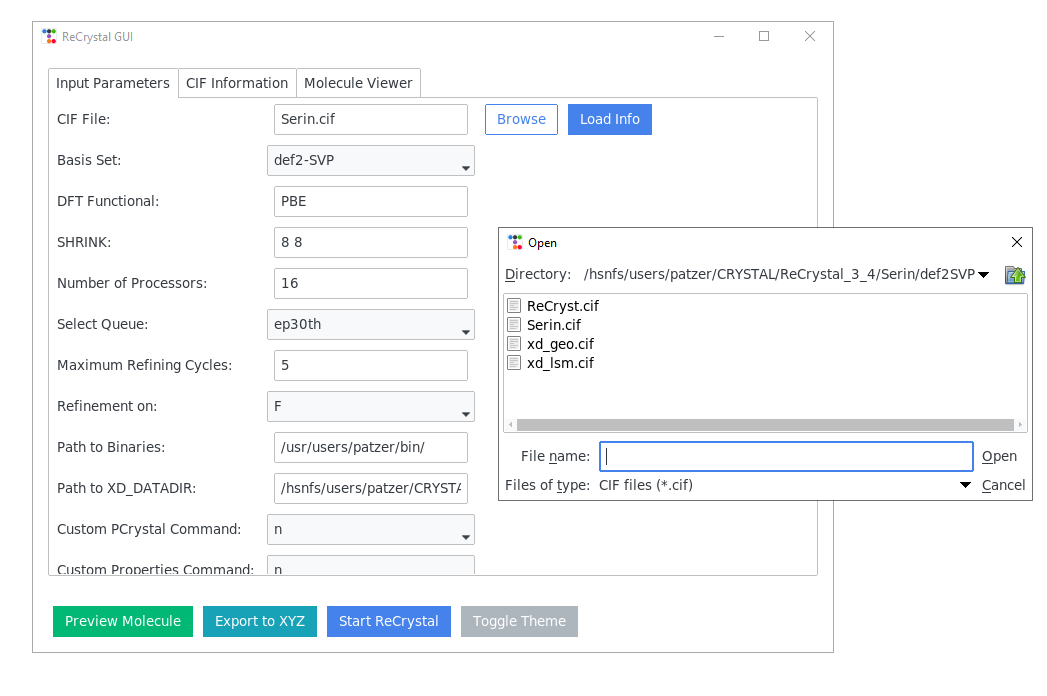 ReCrystal GUI
Input Parameters CIF Information Molecule Viewer
CIF File: Serin.cif Browse Load Info
Basis Set: def2-SVP
DFT Functional: PBE
SHRINK: 8 8
Number of Processors: 16
Select Queue: ep30th
Maximum Refining Cycles: 5
Refinement on: F
Path to Binaries: /usr/users/patzer/bin/
Path to XD_DATADIR: /hsnfs/users/patzer/CRYSTA
Custom PCrystal Command: n
Custom Properties Command: n
Preview Molecule Export to XYZ Start ReCrystal Toggle Theme
Open
Directory: /hsnfs/users/patzer/CRYSTAL/ReCrystal_3_4/Serin/def2SVP
ReCryst.cif
Serin.cif
xd_geo.cif
xd_lsm.cif
File name: Open
Files of type: CIF files (*.cif) Cancel